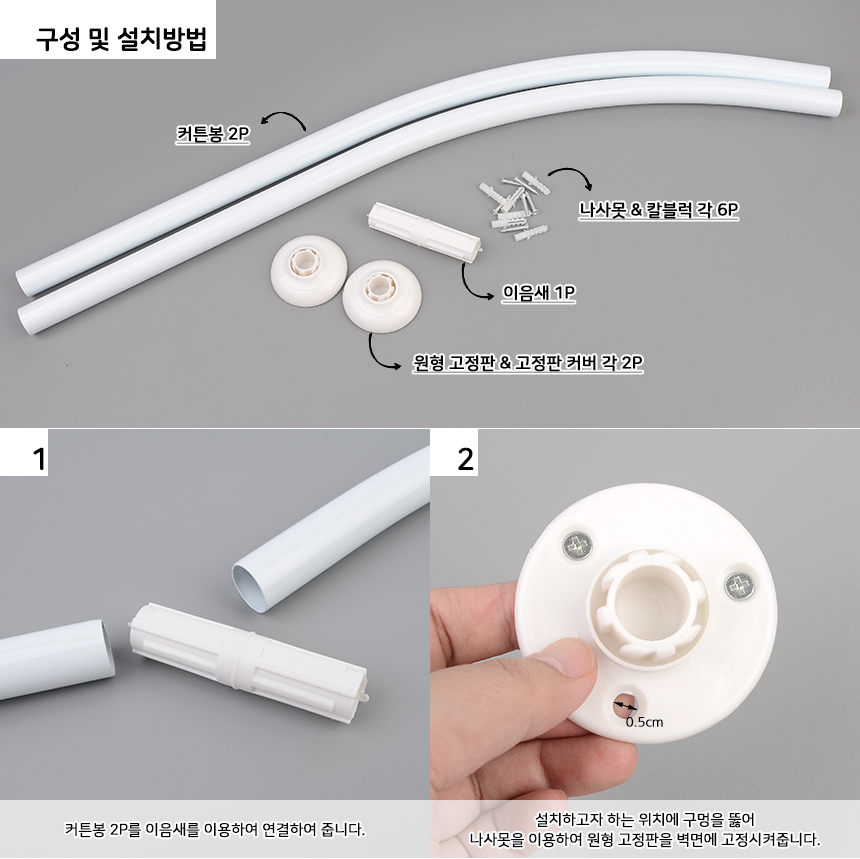 구성 및 설치방법
커튼봉 2P
나사못 & 칼블럭 각 6P
이음새 1P
원형 고정판 & 고정판 커버 각 2P
1
2
0.5cm
커튼봉 2P를 이음새를 이용하여 연결하여 줍니다.
설치하고자 하는 위치에 구멍을 뚫어
나사못을 이용하여 원형 고정판을 벽면에 고정시켜줍니다.